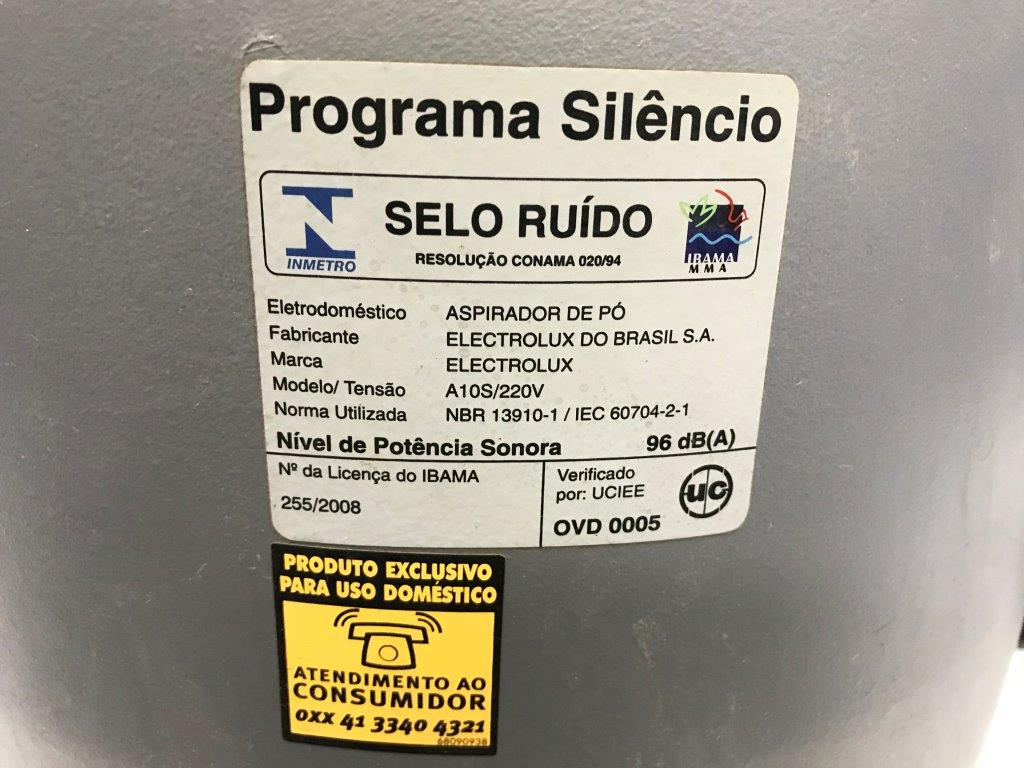 Programa Silêncio
INMETRO
SELO RUÍDO
RESOLUÇÃO CONAMA 020/94
IBAMA
MMA
Eletrodoméstico ASPIRADOR DE PÓ
Fabricante ELECTROLUX DO BRASIL S.A.
Marca ELECTROLUX
Modelo/ Tensão A10S/220V
Norma Utilizada NBR 13910-1 / IEC 60704-2-1
Nível de Potência Sonora 96 dB(A)
Nº da Licença do IBAMA
255/2008
Verificado
por: UCIEE
uc
OVD 0005
PRODUTO EXCLUSIVO
PARA USO DOMÉSTICO
ATENDIMENTO AO
CONSUMIDOR
0XX 41 3340 4321
68090938